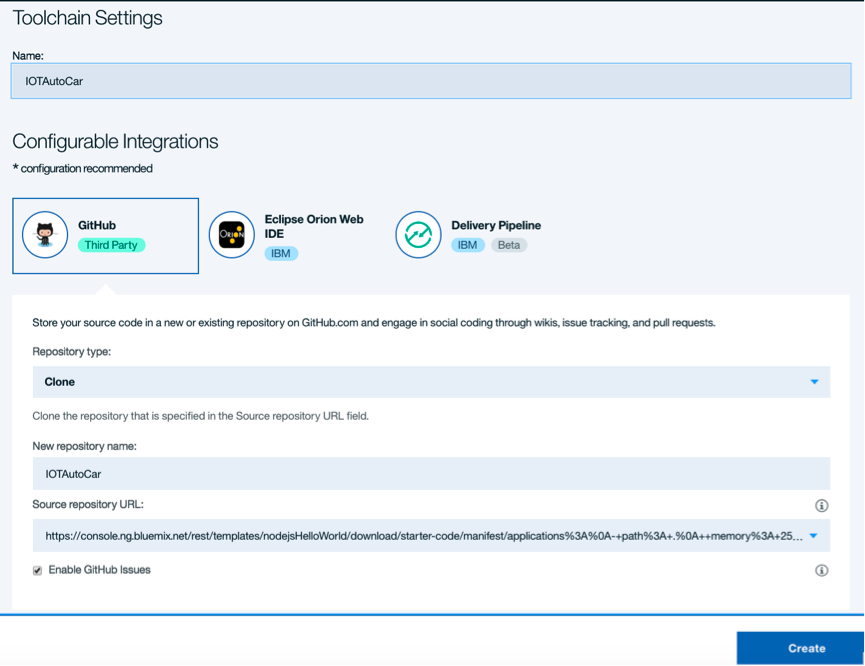 Toolchain Settings
Name:
IOTAutoCar
Configurable Integrations
* configuration recommended
GitHub
Third Party
Eclipse Orion Web
IDE
IBM
ORION
Delivery Pipeline
IBM Beta
Store your source code in a new or existing repository on GitHub.com and engage in social coding through wikis, issue tracking, and pull requests.
Repository type:
Clone
Clone the repository that is specified in the Source repository URL field.
New repository name:
IOTAutoCar
Source repository URL:
https://console.ng.bluemix.net/rest/templates/nodejsHelloWorld/download/starter-code/manifest/applications%3A%0A-+path%3A+.%0A++memory%3A+25...
Enable GitHub Issues
Create